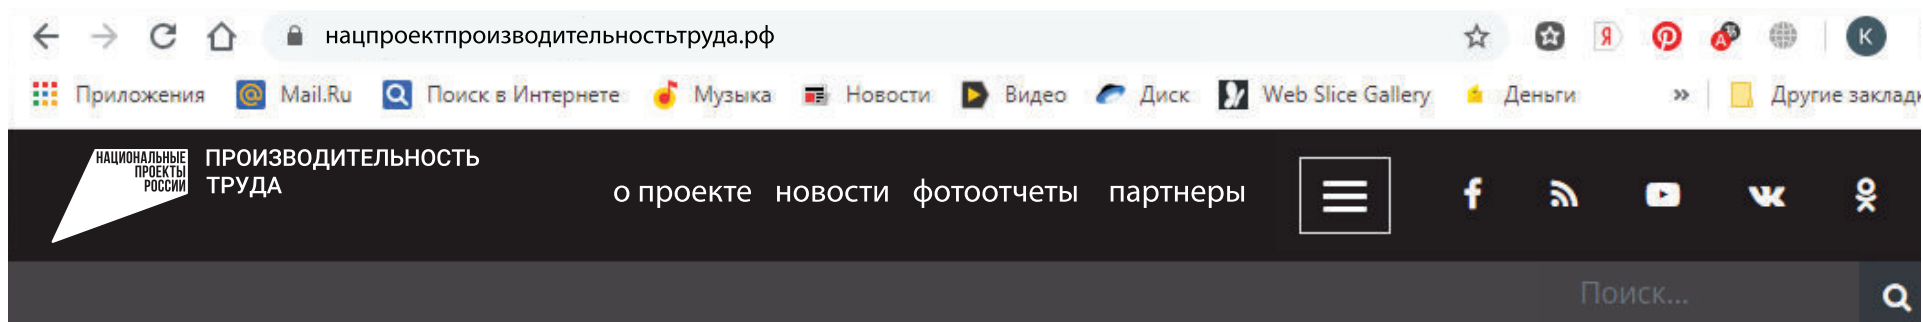 нацпроектпроизводительностьтруда.рф
Я
К
Приложения Mail.Ru Поиск в Интернете Музыка Новости Видео Диск Web Slice Gallery Деньги » Другие заклад
НАЦИОНАЛЬНЫЕ
ПРОЕКТЫ
РОССИИ
ПРОИЗВОДИТЕЛЬНОСТЬ
ТРУДА
о проекте новости фотоотчеты партнеры
Поиск...